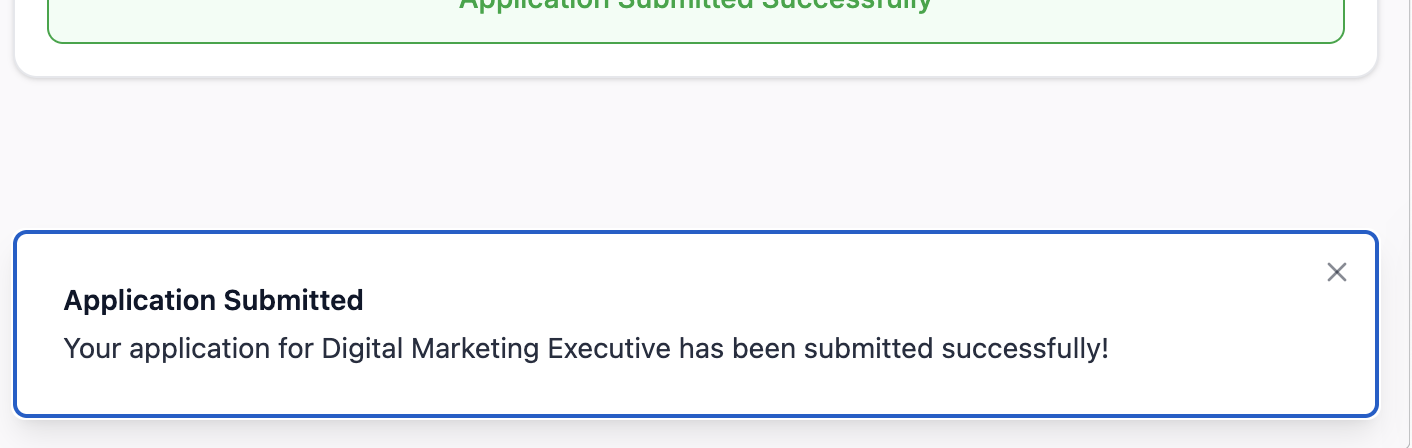 Application Submitted Successfully
Application Submitted
Your application for Digital Marketing Executive has been submitted successfully!